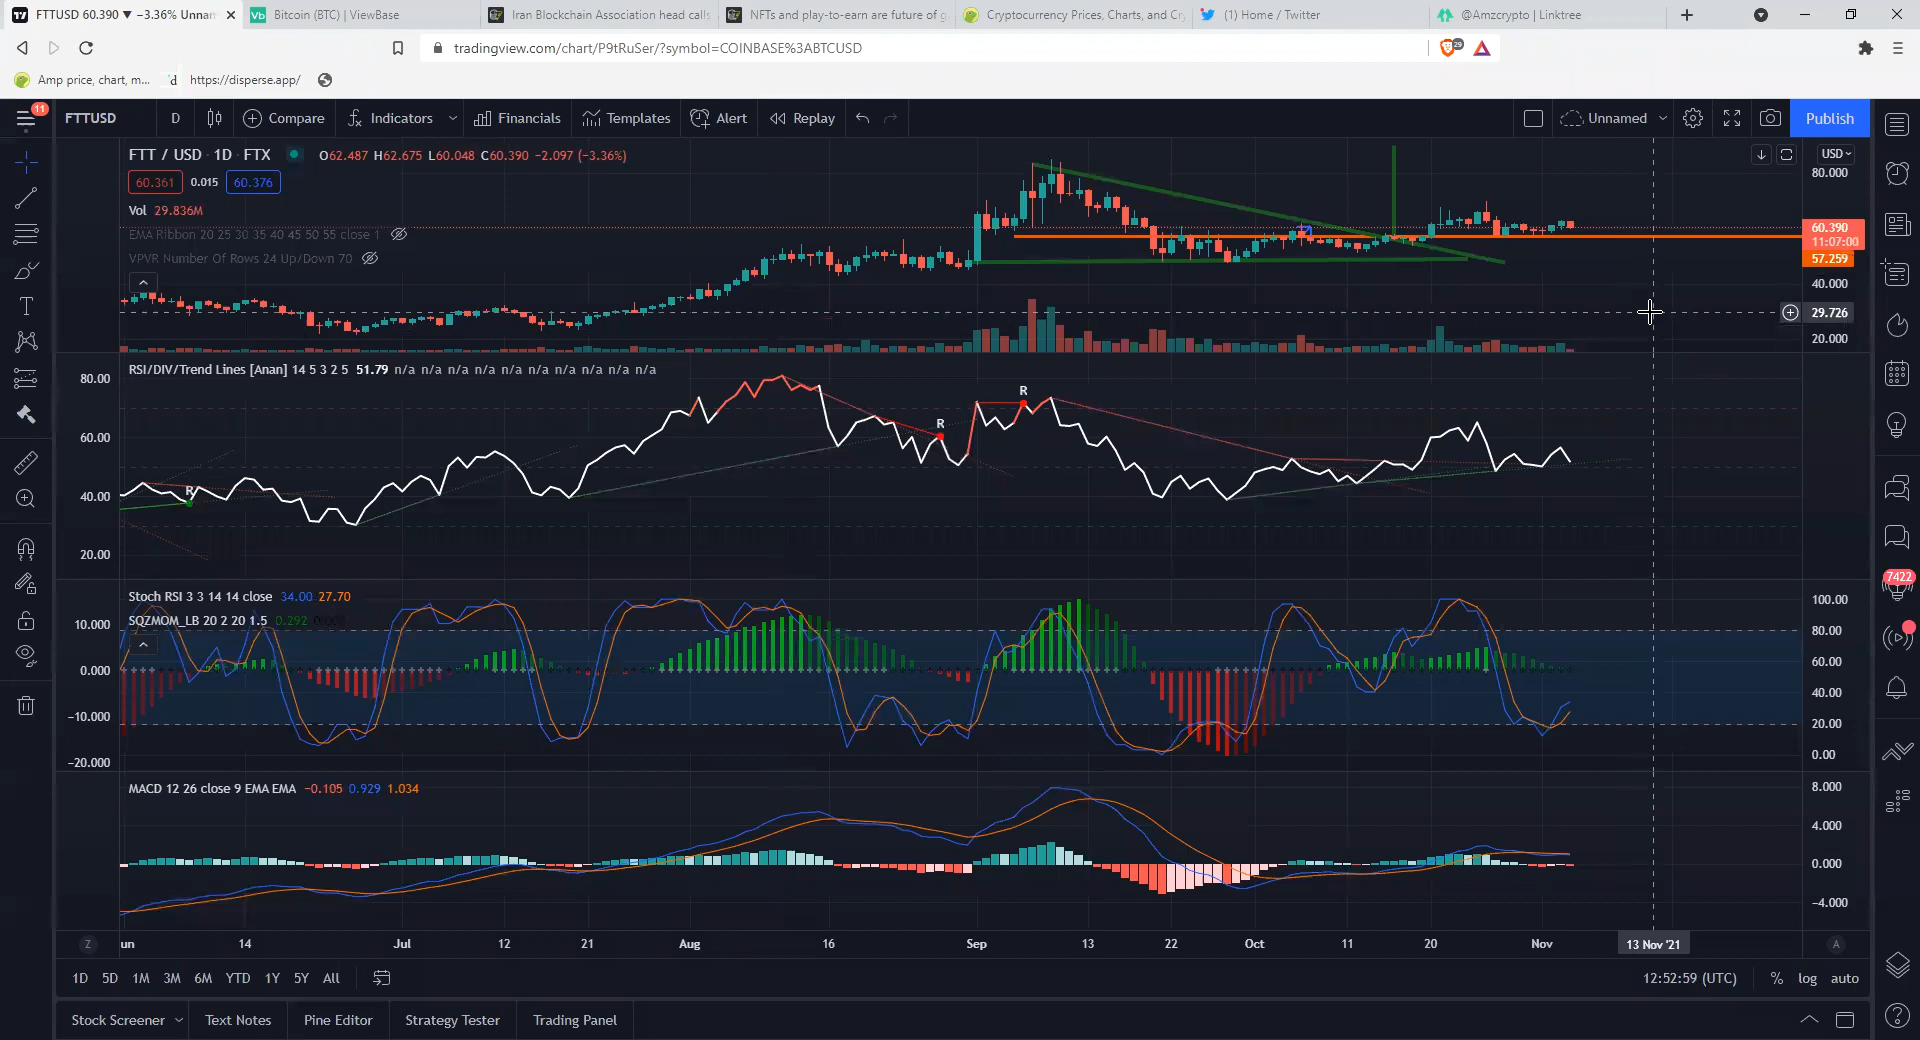 FTTUSD 60.390 ▼ −3.36% Unnam
Bitcoin (BTC) | ViewBase
Iran Blockchain Association head calls
NFTs and play-to-earn are future of g
Cryptocurrency Prices, Charts, and Cr
(1) Home / Twitter
@Amzcrypto | Linktree
tradingview.com/chart/P9tRuSer/?symbol=COINBASE%3ABTCUSD
29
Amp price, chart, m...
d https://disperse.app/
11
FTTUSD
D
Compare
Indicators
Financials
Templates
Alert
Replay
Unnamed
Publish
FTT / USD · 1D · FTX
O62.487 H62.675 L60.048 C60.390 −2.097 (−3.36%)
USD
60.361 0.015 60.376
80.000
Vol 29.836M
EMA Ribbon 20 25 30 35 40 45 50 55 close 1
60.390
11:07:00
VPVR Number Of Rows 24 Up/Down 70
57.259
40.000
29.726
20.000
RSI/DIV/Trend Lines [Anan] 14 5 3 2 5 51.79 n/a n/a n/a n/a n/a n/a n/a n/a n/a n/a
80.00
R
R
60.00
R
40.00
20.00
7422
Stoch RSI 3 3 14 14 close 34.00 27.70
100.00
SQZMOM_LB 20 2 20 1.5 0.292
10.000
80.00
60.00
0.000
40.00
−10.000
20.00
0.00
−20.000
MACD 12 26 close 9 EMA EMA −0.105 0.929 1.034
8.000
4.000
0.000
−4.000
Z
un
14
Jul
12
21
Aug
16
Sep
13
22
Oct
11
20
Nov
13 Nov '21
A
1D 5D 1M 3M 6M YTD 1Y 5Y All
12:52:59 (UTC)
% log auto
Stock Screener
Text Notes
Pine Editor
Strategy Tester
Trading Panel